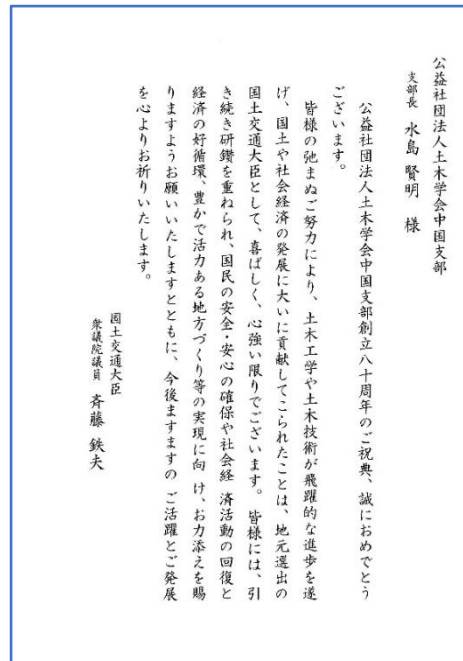 公益社団法人土木学会中国支部
支部長 水島 賢明 様
公益社団法人土木学会中国支部創立八十周年のご祝典、誠におめでとう
ございます。
皆様の弛まぬご努力により、土木工学や土木技術が飛躍的な進歩を遂
げ、国土や社会経済の発展に大いに貢献してこられたことは、地元選出の
国土交通大臣として、喜ばしく、心強い限りでございます。 皆様には、引
き続き研鑽を重ねられ、国民の安全・安心の確保や社会経 済活動の回復と
経済の好循環、豊かで活力ある地方づくり等の実現に向 け、お力添えを賜
りますようお願いいたしますとともに、今後ますますの ご活躍とご発展
を心よりお祈りいたします。
国土交通大臣
衆議院議員 斉藤 鉄夫